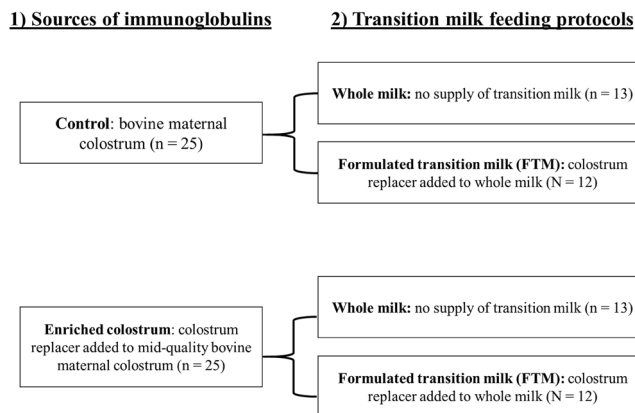 1) Sources of immunoglobulins
2) Transition milk feeding protocols
Control: bovine maternal
colostrum (n = 25)
Whole milk: no supply of transition milk (n = 13)
Formulated transition milk (FTM): colostrum
replacer added to whole milk (N = 12)
Enriched colostrum: colostrum
replacer added to mid-quality bovine
maternal colostrum (n = 25)
Whole milk: no supply of transition milk (n = 13)
Formulated transition milk (FTM): colostrum
replacer added to whole milk (N = 12)